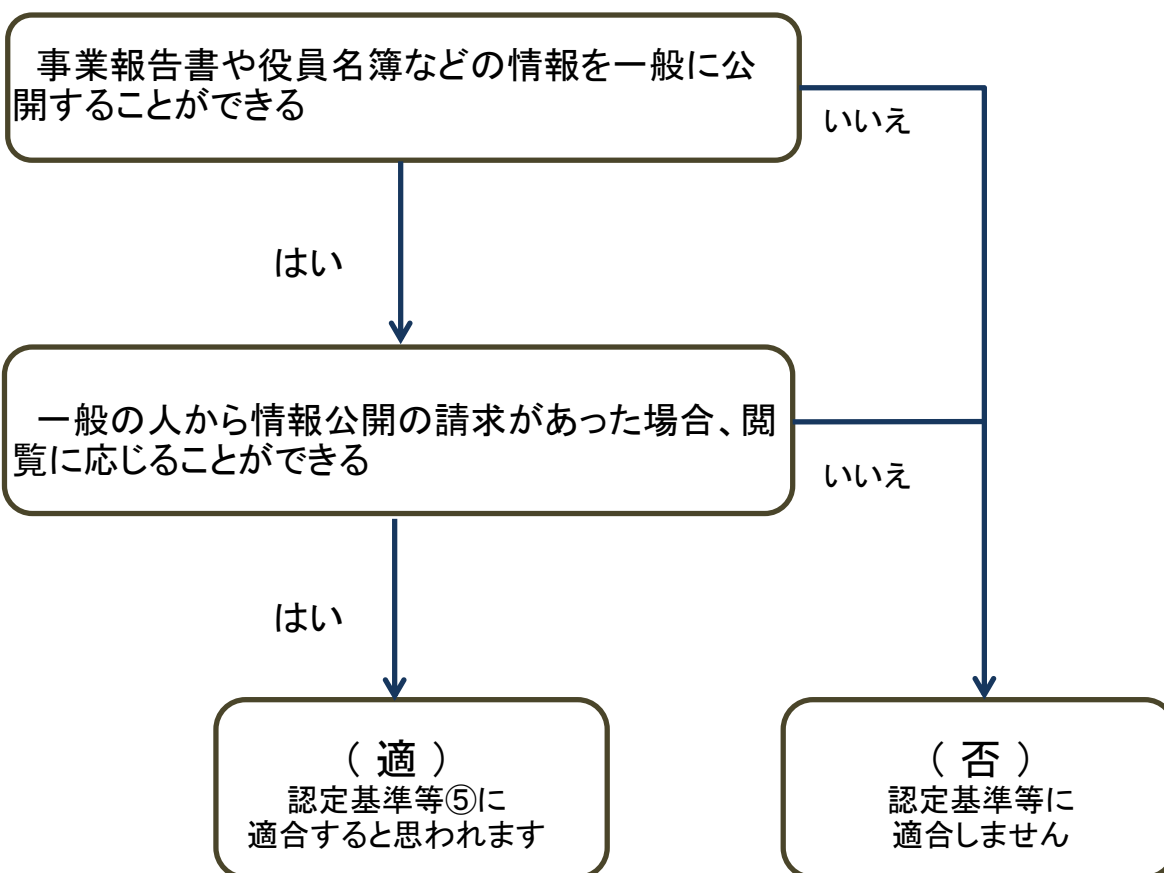 事業報告書や役員名簿などの情報を一般に公
開することができる
いいえ
はい
一般の人から情報公開の請求があった場合、閲
覧に応じることができる
いいえ
はい
（ 適 ）
認定基準等⑤に
適合すると思われます
（ 否 ）
認定基準等に
適合しません